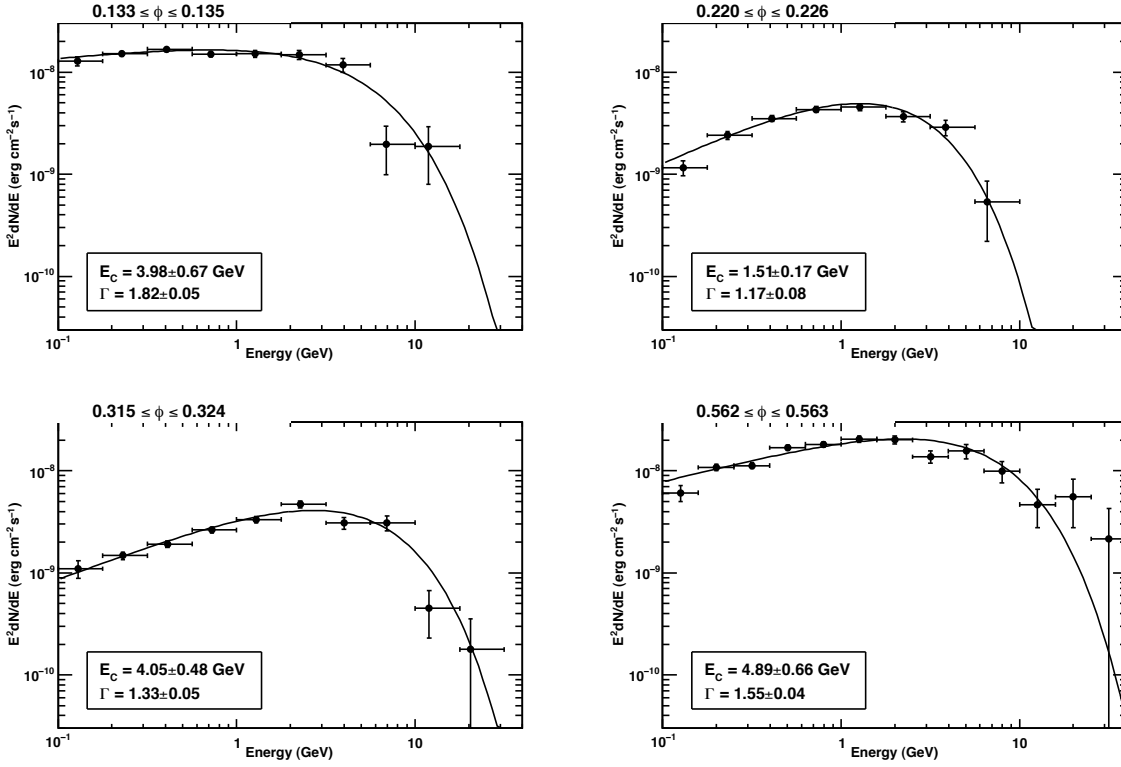 0.133 ≤ ϕ ≤ 0.135
E²dN/dE (erg cm⁻² s⁻¹)
10⁻⁸
10⁻⁹
10⁻¹⁰
E_C = 3.98±0.67 GeV
Γ = 1.82±0.05
10⁻¹ 1 10
Energy (GeV)
0.220 ≤ ϕ ≤ 0.226
E²dN/dE (erg cm⁻² s⁻¹)
10⁻⁸
10⁻⁹
10⁻¹⁰
E_C = 1.51±0.17 GeV
Γ = 1.17±0.08
10⁻¹ 1 10
Energy (GeV)
0.315 ≤ ϕ ≤ 0.324
E²dN/dE (erg cm⁻² s⁻¹)
10⁻⁸
10⁻⁹
10⁻¹⁰
E_C = 4.05±0.48 GeV
Γ = 1.33±0.05
10⁻¹ 1 10
Energy (GeV)
0.562 ≤ ϕ ≤ 0.563
E²dN/dE (erg cm⁻² s⁻¹)
10⁻⁸
10⁻⁹
10⁻¹⁰
E_C = 4.89±0.66 GeV
Γ = 1.55±0.04
10⁻¹ 1 10
Energy (GeV)